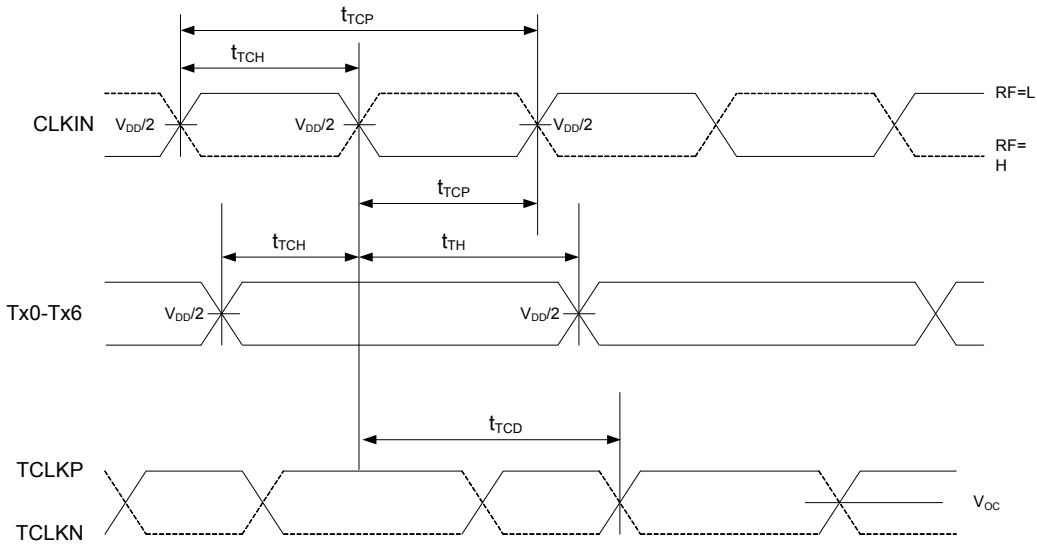 tTCP
tTCH
RF=L
CLKIN VDD/2 VDD/2 VDD/2
RF=
H
tTCP
tTCH tTH
Tx0-Tx6 VDD/2 VDD/2
tTCD
TCLKP
VOC
TCLKN